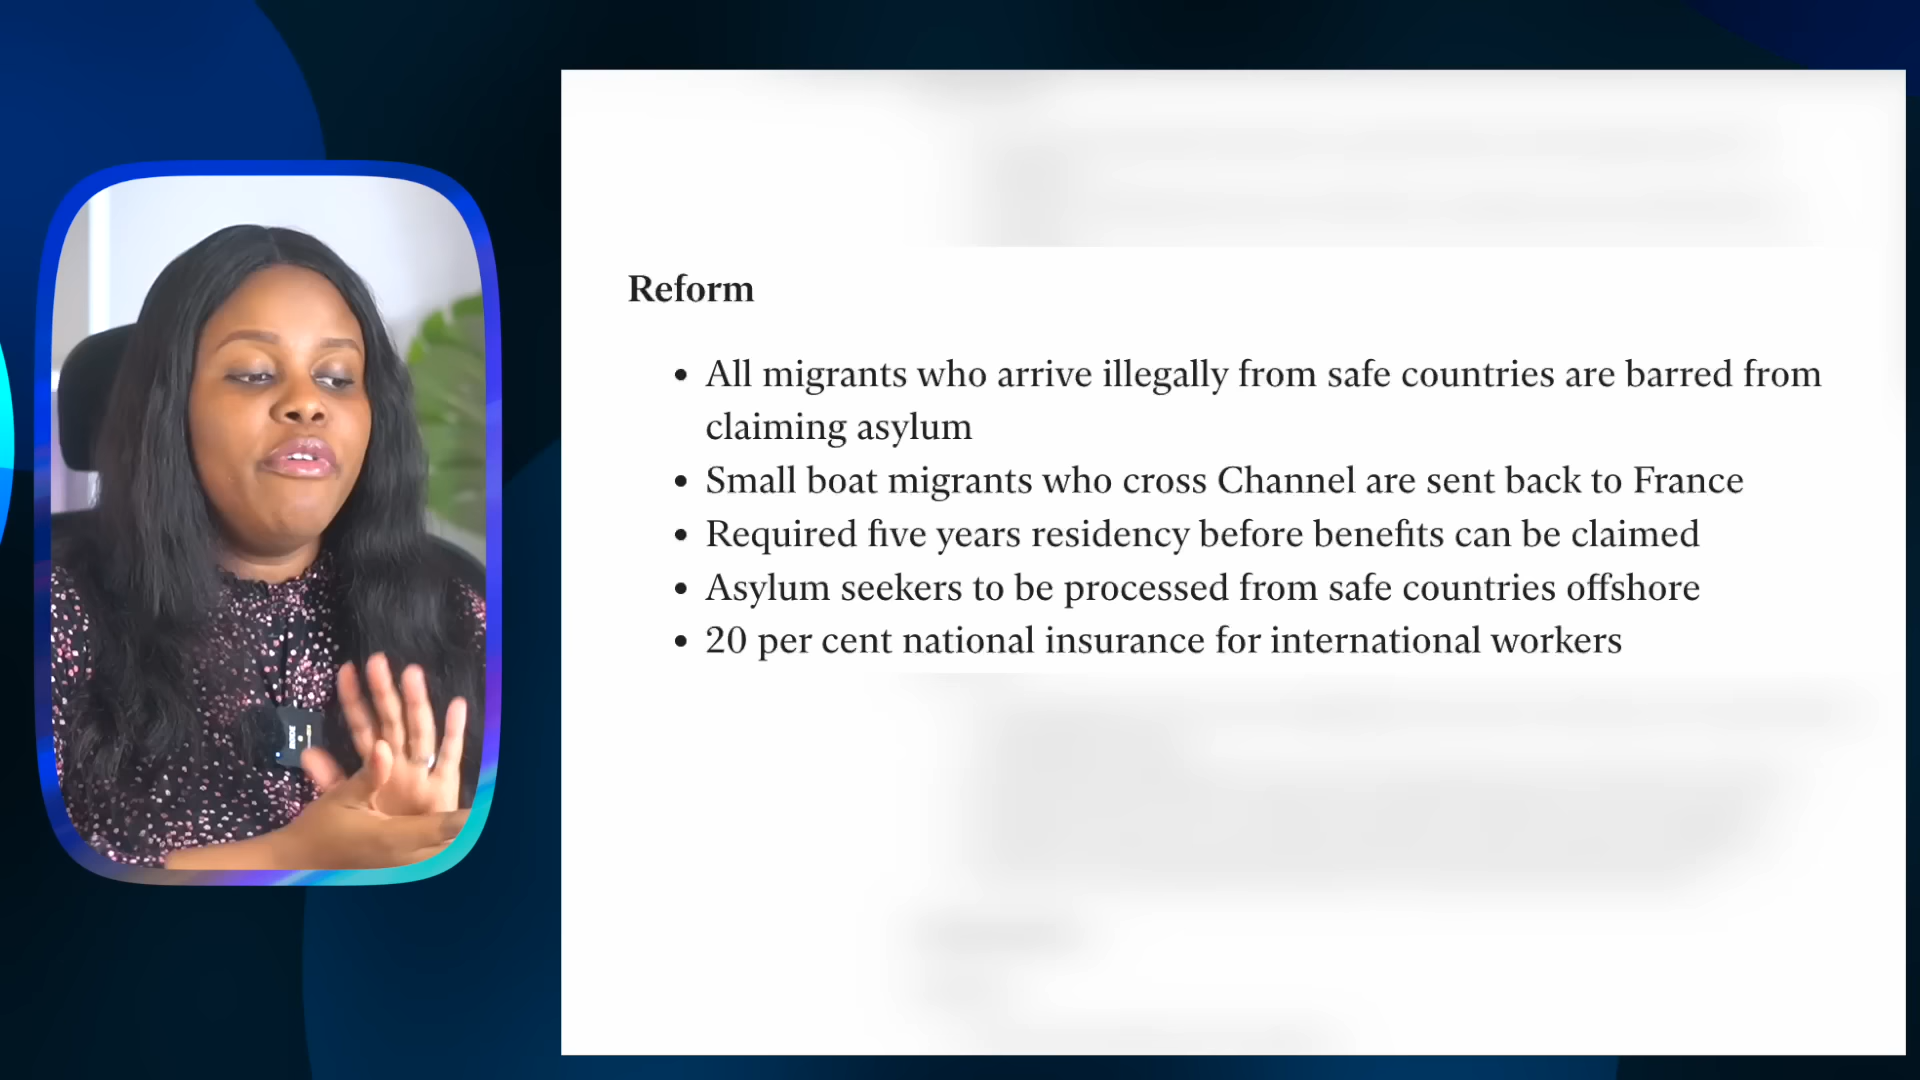 Reform
• All migrants who arrive illegally from safe countries are barred from
claiming asylum
• Small boat migrants who cross Channel are sent back to France
• Required five years residency before benefits can be claimed
• Asylum seekers to be processed from safe countries offshore
• 20 per cent national insurance for international workers
RODE